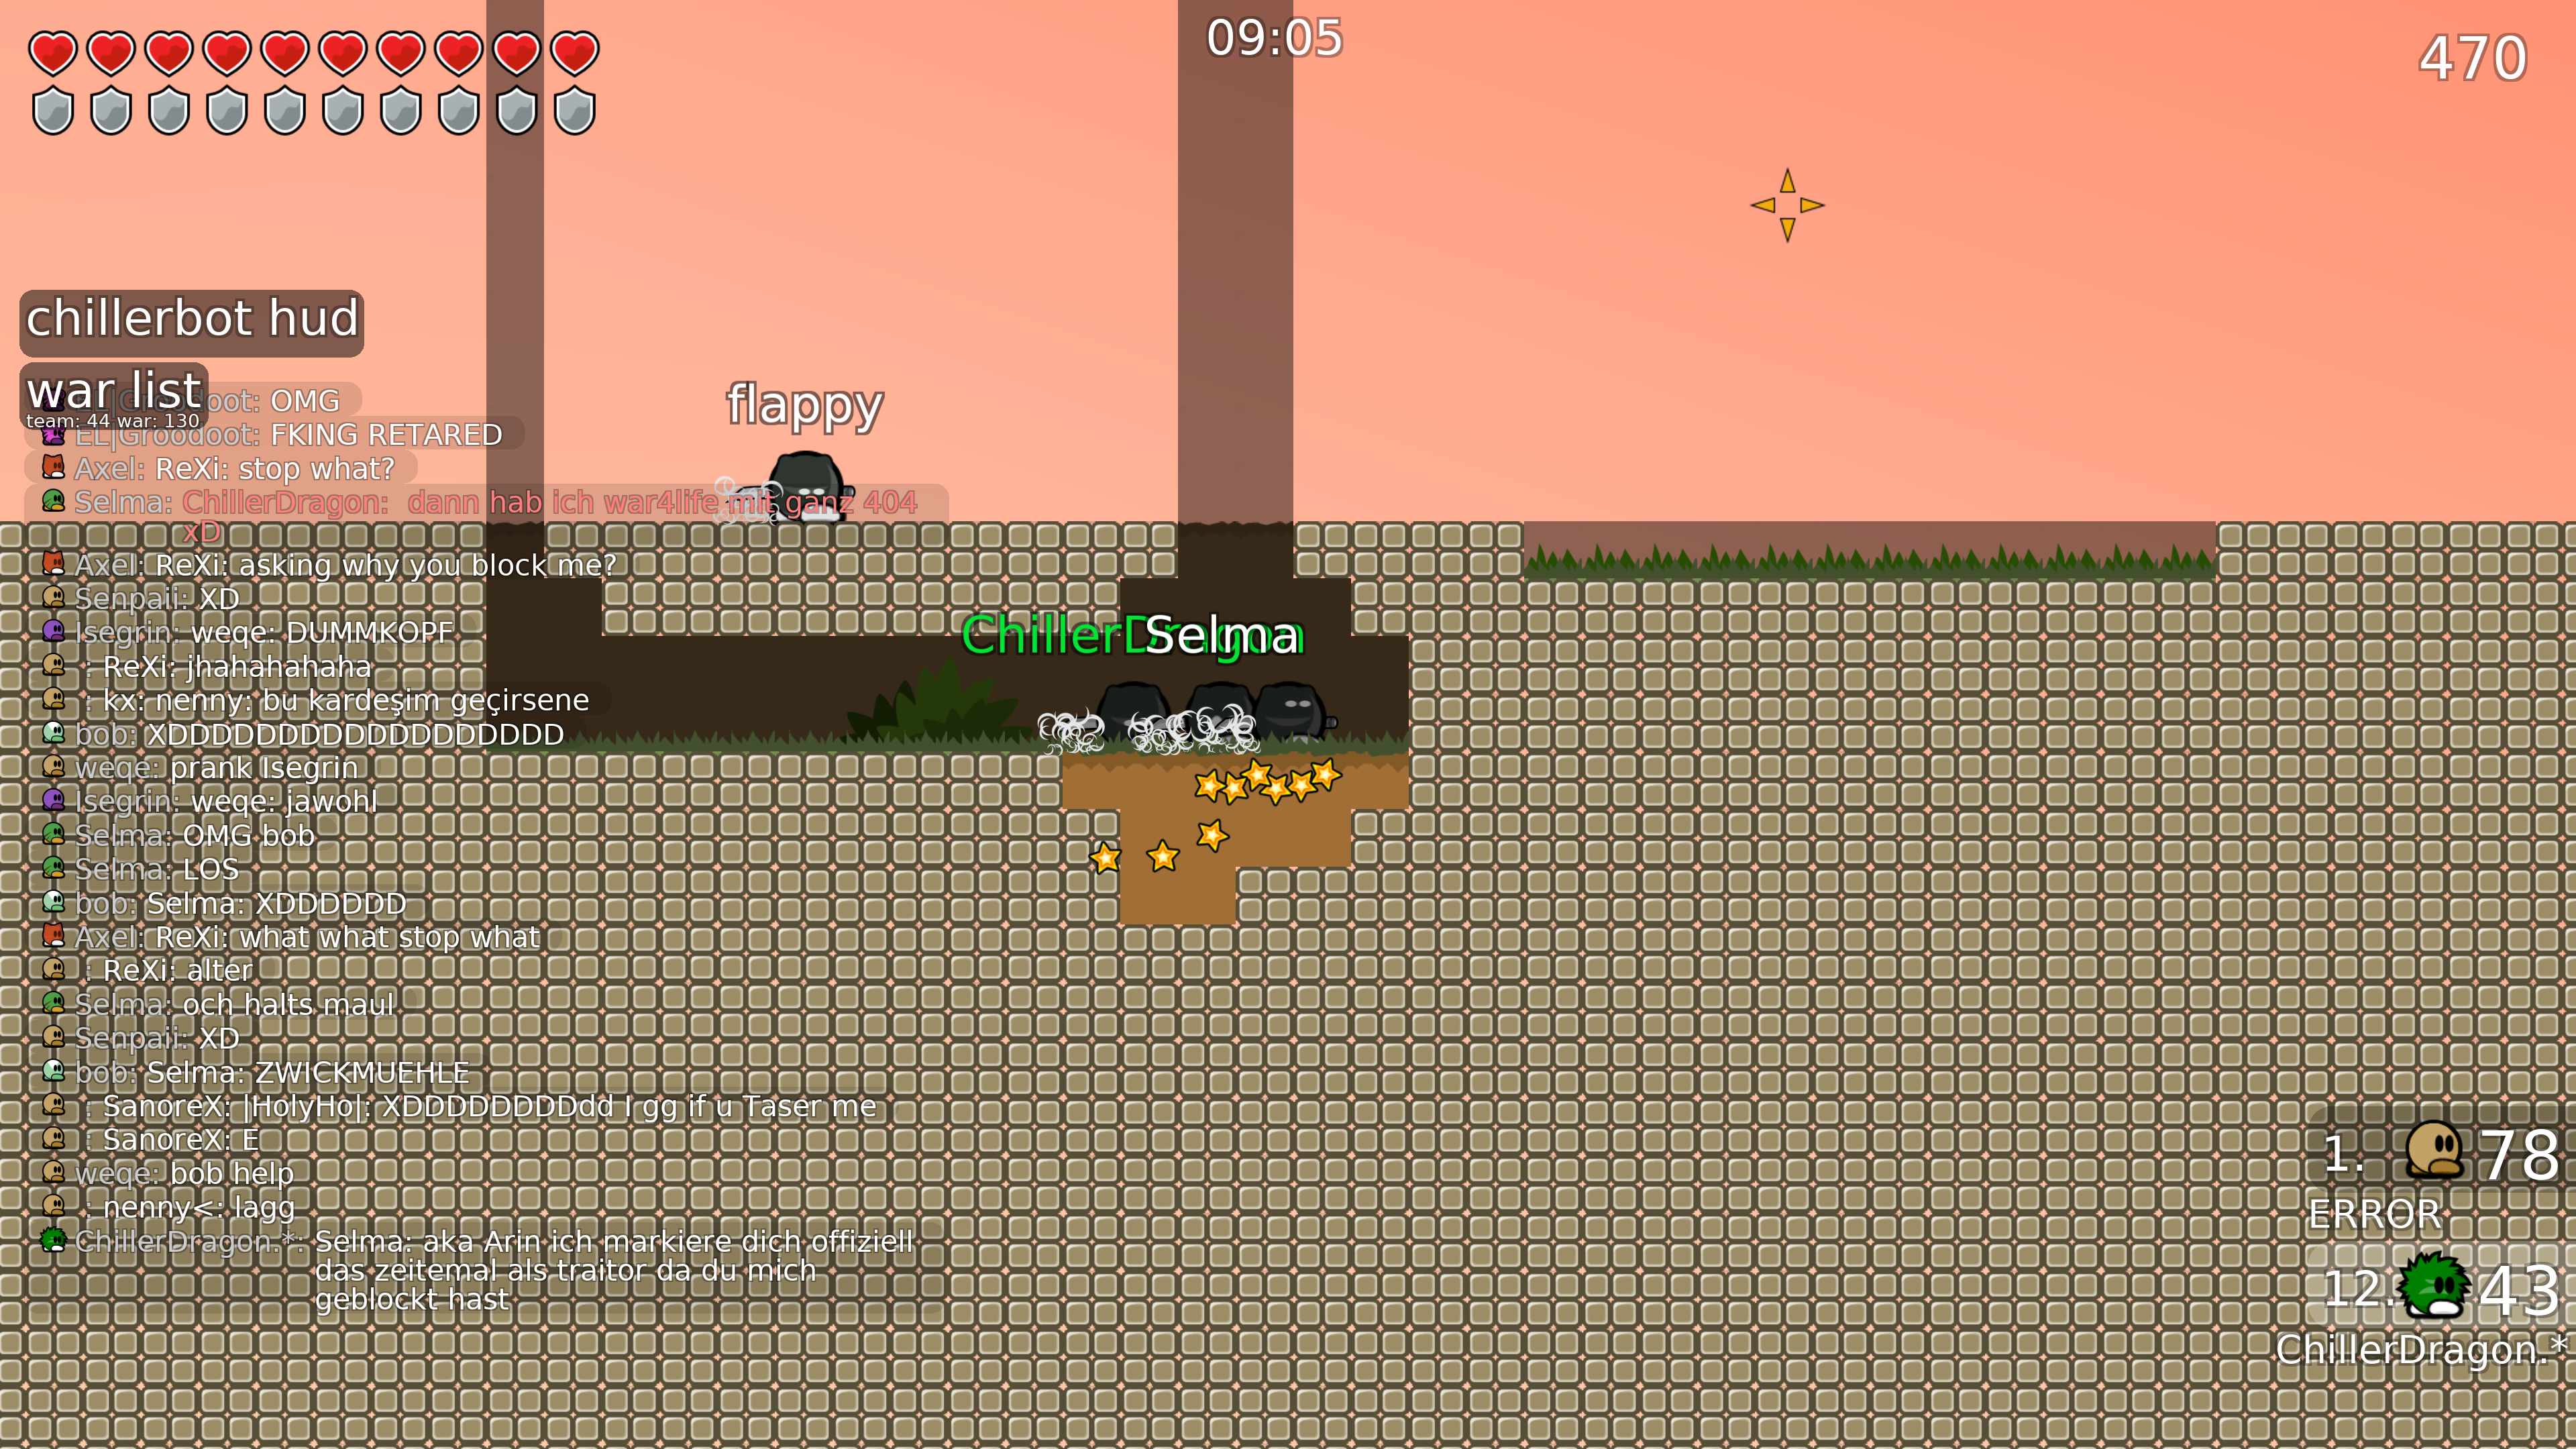 09:05
470
chillerbot hud
war list
team: 44 war: 130
flappy
EL|Groodoot: OMG
EL|Groodoot: FKING RETARED
Axel: ReXi: stop what?
Selma: ChillerDragon: dann hab ich war4life mit ganz 404
xD
Axel: ReXi: asking why you block me?
Senpaii: XD
Isegrin: weqe: DUMMKOPF
: ReXi: jhahahahaha
: kx: nenny: bu kardeşim geçirsene
bob: XDDDDDDDDDDDDDDDDDD
weqe: prank Isegrin
Isegrin: weqe: jawohl
Selma: OMG bob
Selma: LOS
bob: Selma: XDDDDDD
Axel: ReXi: what what stop what
: ReXi: alter
Selma: och halts maul
Senpaii: XD
bob: Selma: ZWICKMUEHLE
: SanoreX: |HolyHo|: XDDDDDDDDdd I gg if u Taser me
: SanoreX: E
weqe: bob help
: nenny<: lagg
ChillerDragon.*: Selma: aka Arin ich markiere dich offiziell
das zeitemal als traitor da du mich
geblockt hast
ChillerDragon
Selma
1. 78
ERROR
12. 43
ChillerDragon.*